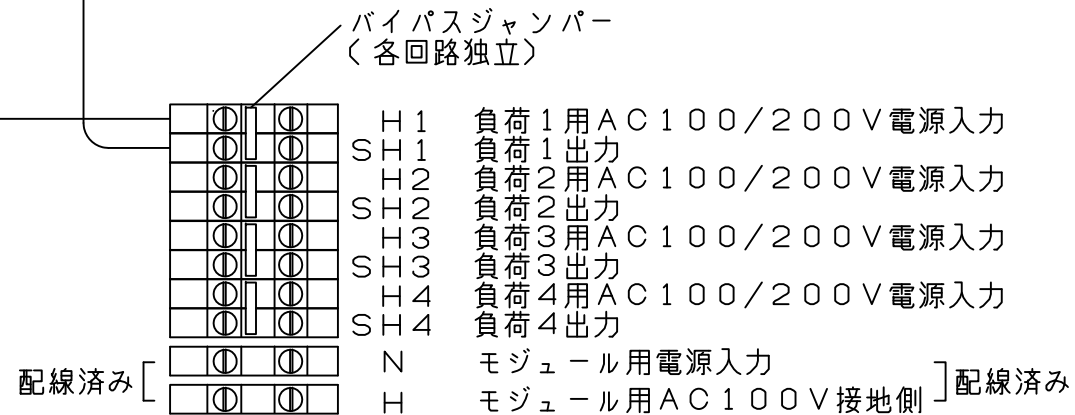 バイパスジャンパー
（各回路独立）
H1 負荷1用AC100/200V電源入力
SH1 負荷1出力
H2 負荷2用AC100/200V電源入力
SH2 負荷2出力
H3 負荷3用AC100/200V電源入力
SH3 負荷3出力
H4 負荷4用AC100/200V電源入力
SH4 負荷4出力
N モジュール用電源入力
配線済み 配線済み
H モジュール用AC100V接地側